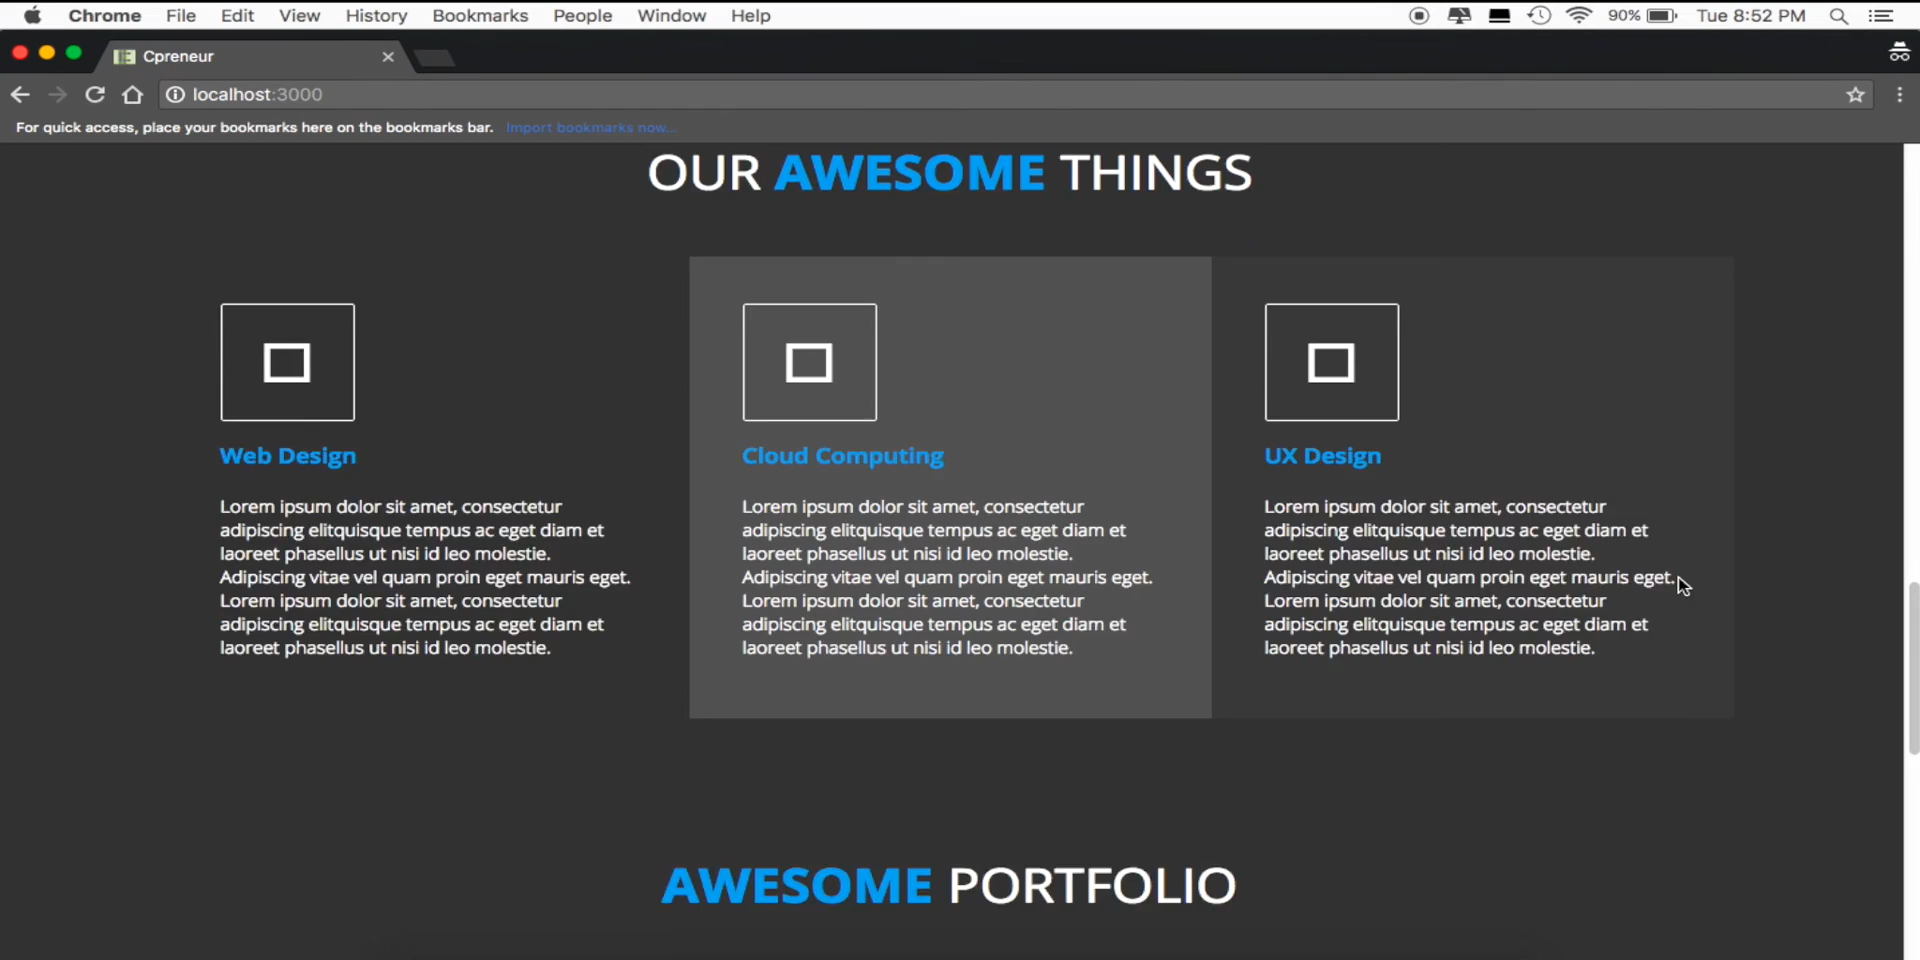 Chrome File Edit View History Bookmarks People Window Help 90% Tue 8:52 PM
Cpreneur
localhost:3000
For quick access, place your bookmarks here on the bookmarks bar. Import bookmarks now...
OUR AWESOME THINGS
Web Design
Lorem ipsum dolor sit amet, consectetur
adipiscing elitquisque tempus ac eget diam et
laoreet phasellus ut nisi id leo molestie.
Adipiscing vitae vel quam proin eget mauris eget.
Lorem ipsum dolor sit amet, consectetur
adipiscing elitquisque tempus ac eget diam et
laoreet phasellus ut nisi id leo molestie.
Cloud Computing
Lorem ipsum dolor sit amet, consectetur
adipiscing elitquisque tempus ac eget diam et
laoreet phasellus ut nisi id leo molestie.
Adipiscing vitae vel quam proin eget mauris eget.
Lorem ipsum dolor sit amet, consectetur
adipiscing elitquisque tempus ac eget diam et
laoreet phasellus ut nisi id leo molestie.
UX Design
Lorem ipsum dolor sit amet, consectetur
adipiscing elitquisque tempus ac eget diam et
laoreet phasellus ut nisi id leo molestie.
Adipiscing vitae vel quam proin eget mauris eget.
Lorem ipsum dolor sit amet, consectetur
adipiscing elitquisque tempus ac eget diam et
laoreet phasellus ut nisi id leo molestie.
AWESOME PORTFOLIO